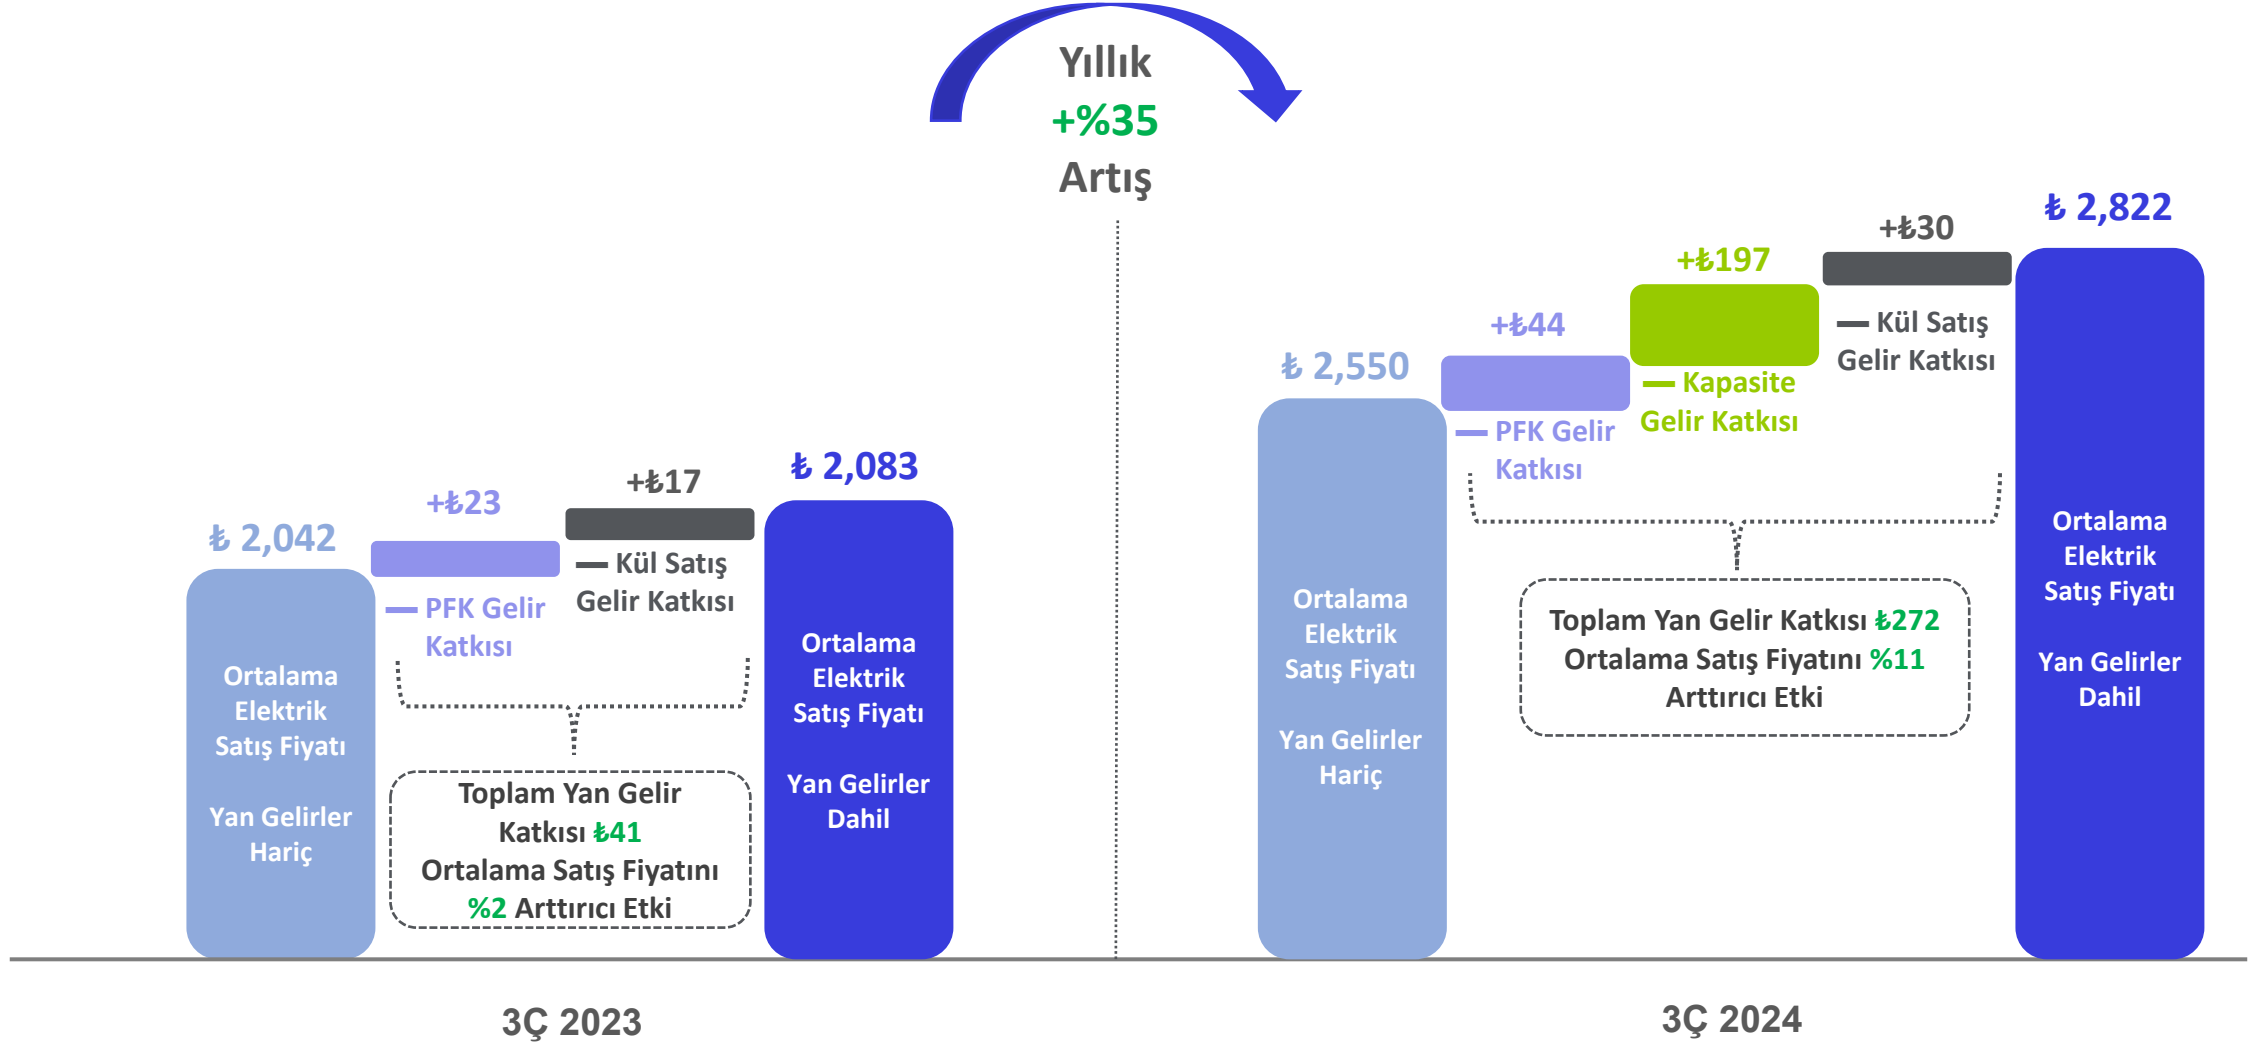 Yıllık
+%35
Artış
₺ 2,042
Ortalama
Elektrik
Satış Fiyatı
Yan Gelirler
Hariç
+₺23
PFK Gelir
Katkısı
+₺17
Kül Satış
Gelir Katkısı
Toplam Yan Gelir
Katkısı ₺41
Ortalama Satış Fiyatını
%2 Arttırıcı Etki
₺ 2,083
Ortalama
Elektrik
Satış Fiyatı
Yan Gelirler
Dahil
3Ç 2023
₺ 2,550
Ortalama
Elektrik
Satış Fiyatı
Yan Gelirler
Hariç
+₺44
PFK Gelir
Katkısı
+₺197
Kapasite
Gelir Katkısı
+₺30
Kül Satış
Gelir Katkısı
Toplam Yan Gelir Katkısı ₺272
Ortalama Satış Fiyatını %11
Arttırıcı Etki
₺ 2,822
Ortalama
Elektrik
Satış Fiyatı
Yan Gelirler
Dahil
3Ç 2024